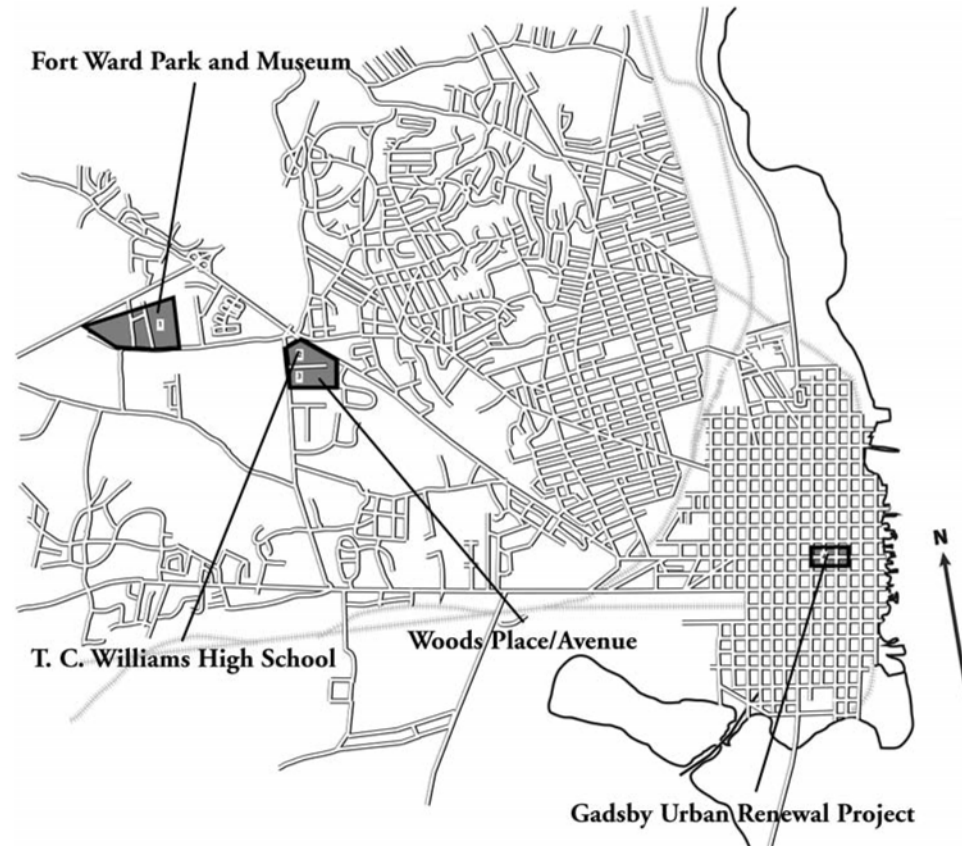 Fort Ward Park and Museum
N
T. C. Williams High School
Woods Place/Avenue
Gadsby Urban Renewal Project